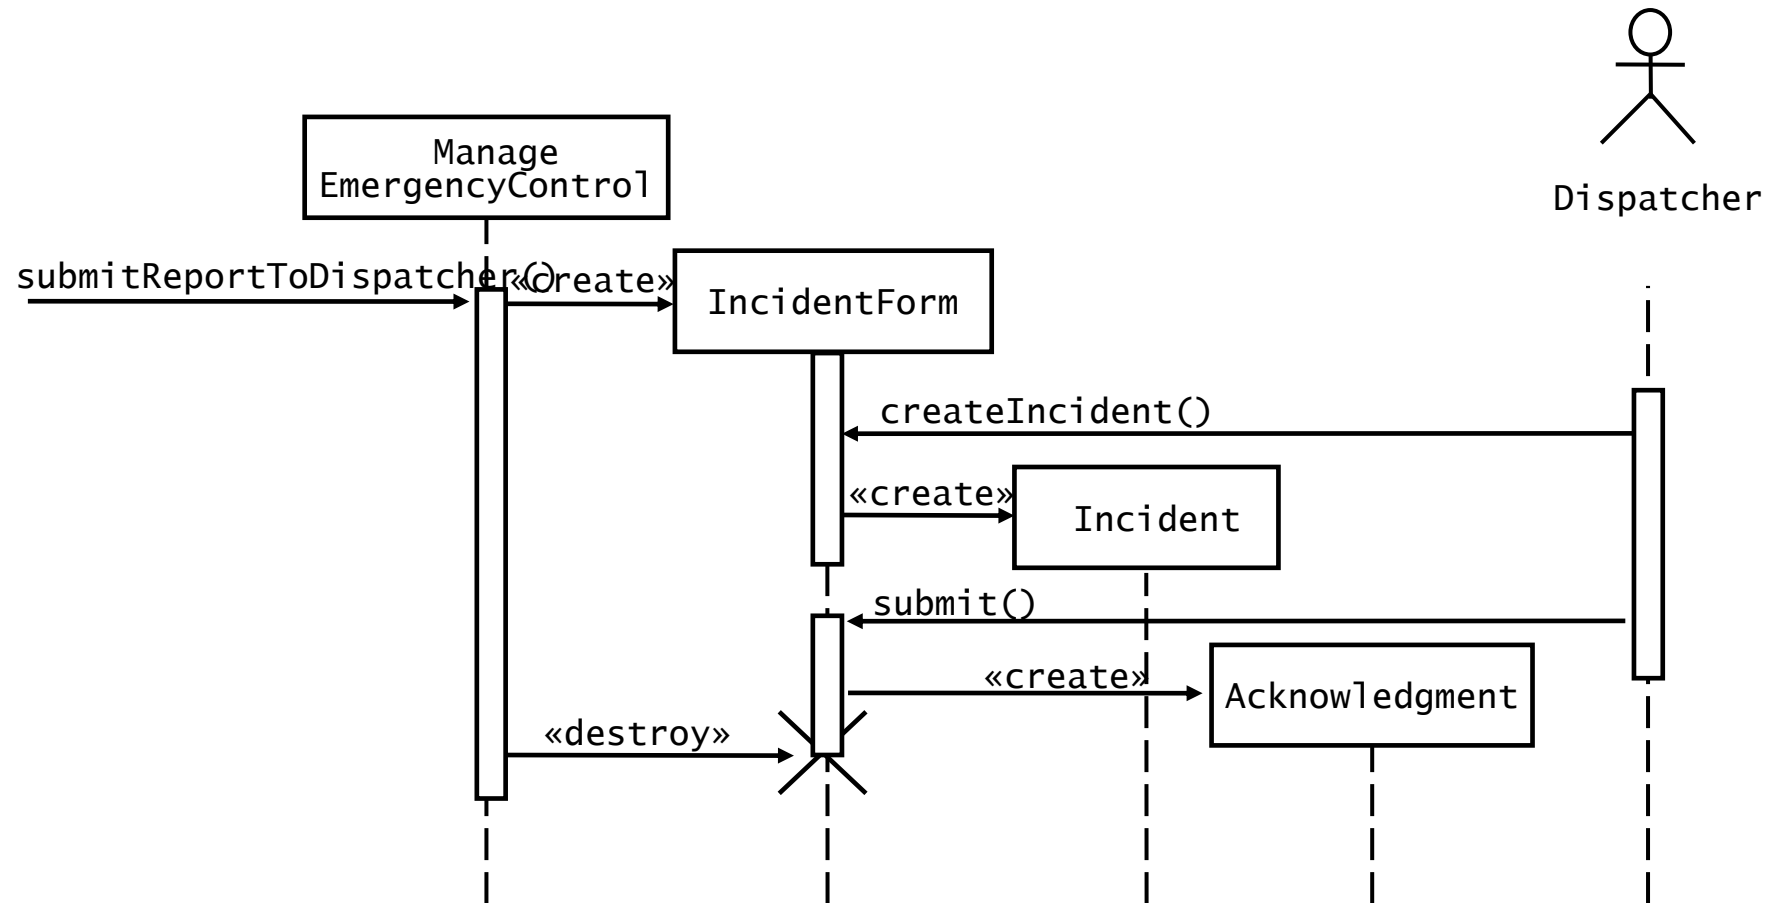 Manage
EmergencyControl
Dispatcher
submitReportToDispatcher()
«create»
IncidentForm
createIncident()
«create»
Incident
submit()
«create»
Acknowledgment
«destroy»